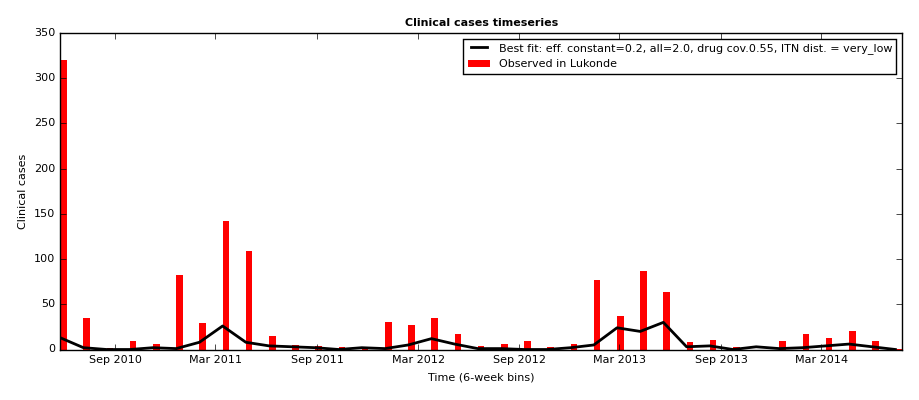 Clinical cases timeseries
350
300
250
200
150
100
50
0
Clinical cases
Best fit: eff. constant=0.2, all=2.0, drug cov.0.55, ITN dist. = very_low
Observed in Lukonde
Sep 2010 Mar 2011 Sep 2011 Mar 2012 Sep 2012 Mar 2013 Sep 2013 Mar 2014
Time (6-week bins)